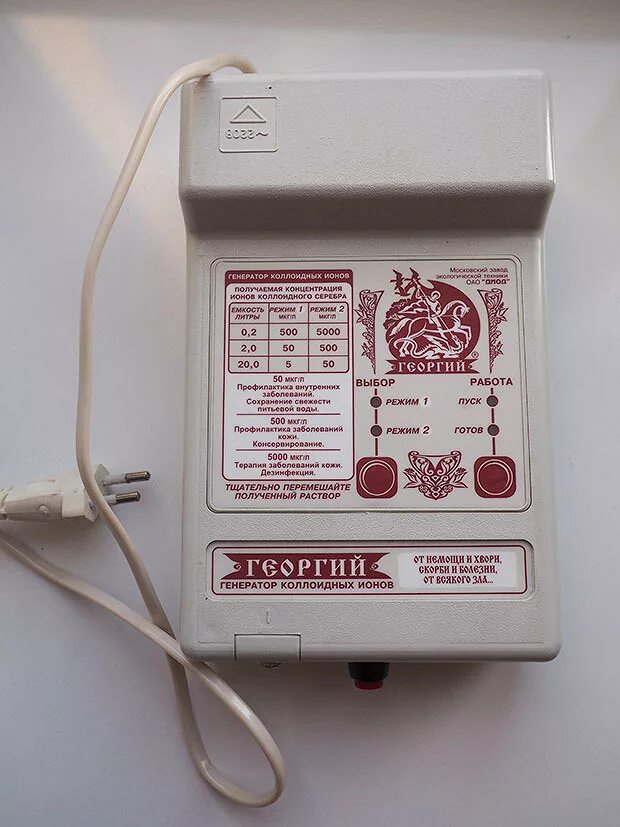 ~220В
ГЕНЕРАТОР КОЛЛОИДНЫХ ИОНОВ
ПОЛУЧАЕМАЯ КОНЦЕНТРАЦИЯ
ИОНОВ КОЛЛОИДНОГО СЕРЕБРА
ЕМКОСТЬ ЛИТРЫ РЕЖИМ 1 МКГ/Л РЕЖИМ 2 МКГ/Л
0,2 500 5000
2,0 50 500
20,0 5 50
50 МКГ/Л
Профилактика внутренних
заболеваний.
Сохранение свежести
питьевой воды.
500 МКГ/Л
Профилактика заболеваний
кожи.
Консервирование.
5000 МКГ/Л
Терапия заболеваний кожи.
Дезинфекция.
ТЩАТЕЛЬНО ПЕРЕМЕШАЙТЕ
ПОЛУЧЕННЫЙ РАСТВОР
Московский завод
экологической техники
ОАО "ДИОД"
ГЕОРГИЙ ®
ВЫБОР РАБОТА
РЕЖИМ 1 ПУСК
РЕЖИМ 2 ГОТОВ
ГЕОРГИЙ
ГЕНЕРАТОР КОЛЛОИДНЫХ ИОНОВ
ОТ НЕМОЩИ И ХВОРИ,
СКОРБИ И БОЛЕЗНИ,
ОТ ВСЯКОГО ЗЛА...